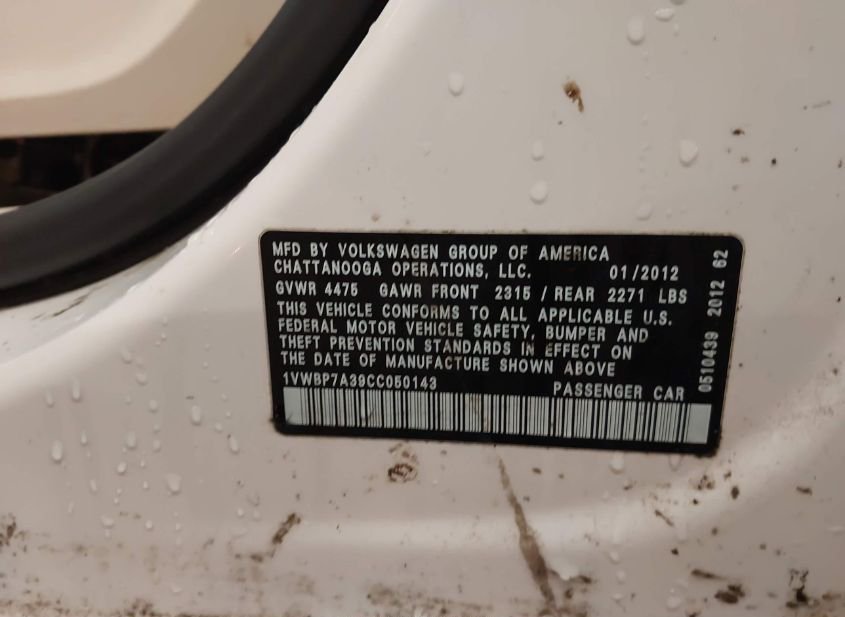 MFD BY VOLKSWAGEN GROUP OF AMERICA
CHATTANOOGA OPERATIONS, LLC. 01/2012
GVWR 4475 GAWR FRONT 2315 / REAR 2271 LBS
THIS VEHICLE CONFORMS TO ALL APPLICABLE U.S.
FEDERAL MOTOR VEHICLE SAFETY, BUMPER AND
THEFT PREVENTION STANDARDS IN EFFECT ON
THE DATE OF MANUFACTURE SHOWN ABOVE
1VWBP7A39CC050143 PASSENGER CAR
0510439 2012 62